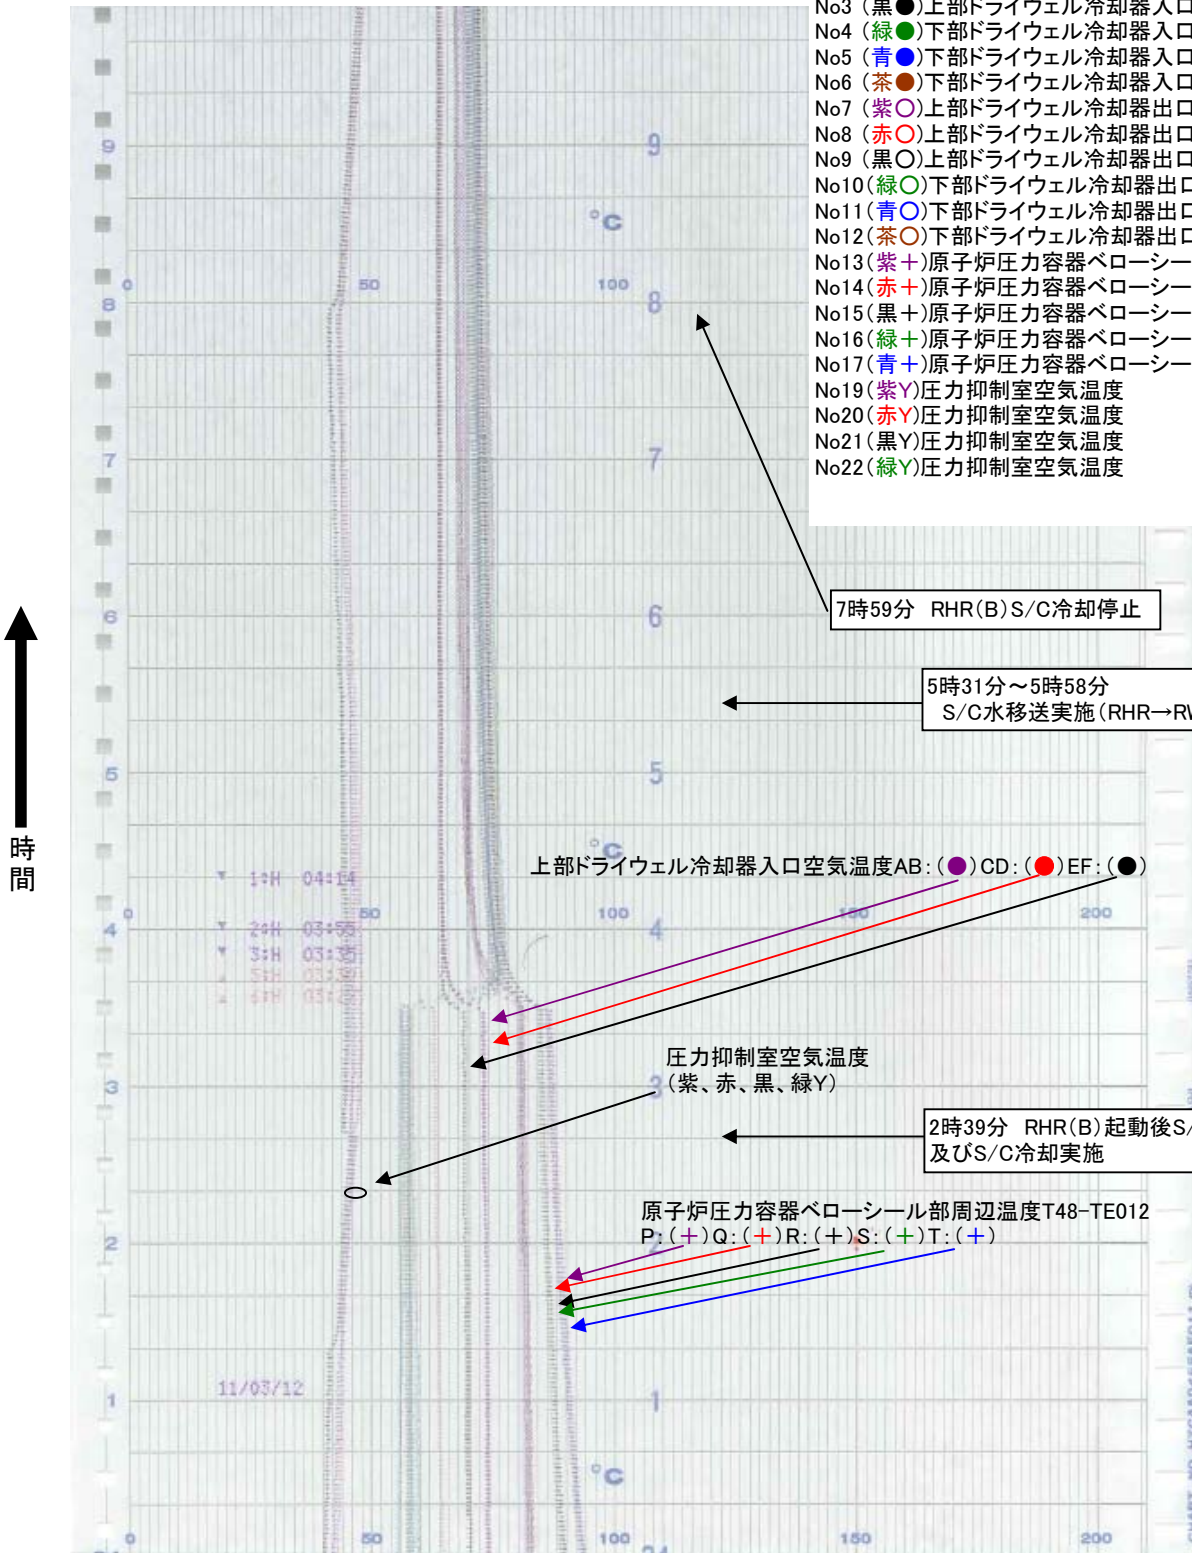 No3 (黒●)上部ドライウェル冷却器入口
No4 (緑●)下部ドライウェル冷却器入口
No5 (青●)下部ドライウェル冷却器入口
No6 (茶●)下部ドライウェル冷却器入口
No7 (紫○)上部ドライウェル冷却器出口
No8 (赤○)上部ドライウェル冷却器出口
No9 (黒○)上部ドライウェル冷却器出口
No10(緑○)下部ドライウェル冷却器出口
No11(青○)下部ドライウェル冷却器出口
No12(茶○)下部ドライウェル冷却器出口
No13(紫＋)原子炉圧力容器ベローシー
No14(赤＋)原子炉圧力容器ベローシー
No15(黒＋)原子炉圧力容器ベローシー
No16(緑＋)原子炉圧力容器ベローシー
No17(青＋)原子炉圧力容器ベローシー
No19(紫Y)圧力抑制室空気温度
No20(赤Y)圧力抑制室空気温度
No21(黒Y)圧力抑制室空気温度
No22(緑Y)圧力抑制室空気温度
9 9
°C
0 50 100
8 8
7 7
7時59分 RHR(B)S/C冷却停止
6 6
5時31分～5時58分
S/C水移送実施(RHR→RW
5 5
時間
°C
上部ドライウェル冷却器入口空気温度AB:(●)CD:(●)EF:(●)
1:H 04:14
0 50 100 150 200
4 4
2:H 03:55
3:H 03:35
圧力抑制室空気温度
(紫、赤、黒、緑Y)
3 3
2時39分 RHR(B)起動後S/
及びS/C冷却実施
原子炉圧力容器ベローシール部周辺温度T48-TE012
P:(＋)Q:(＋)R:(＋)S:(＋)T:(＋)
2 2
11/03/12
1 1
°C
0 50 100 150 200